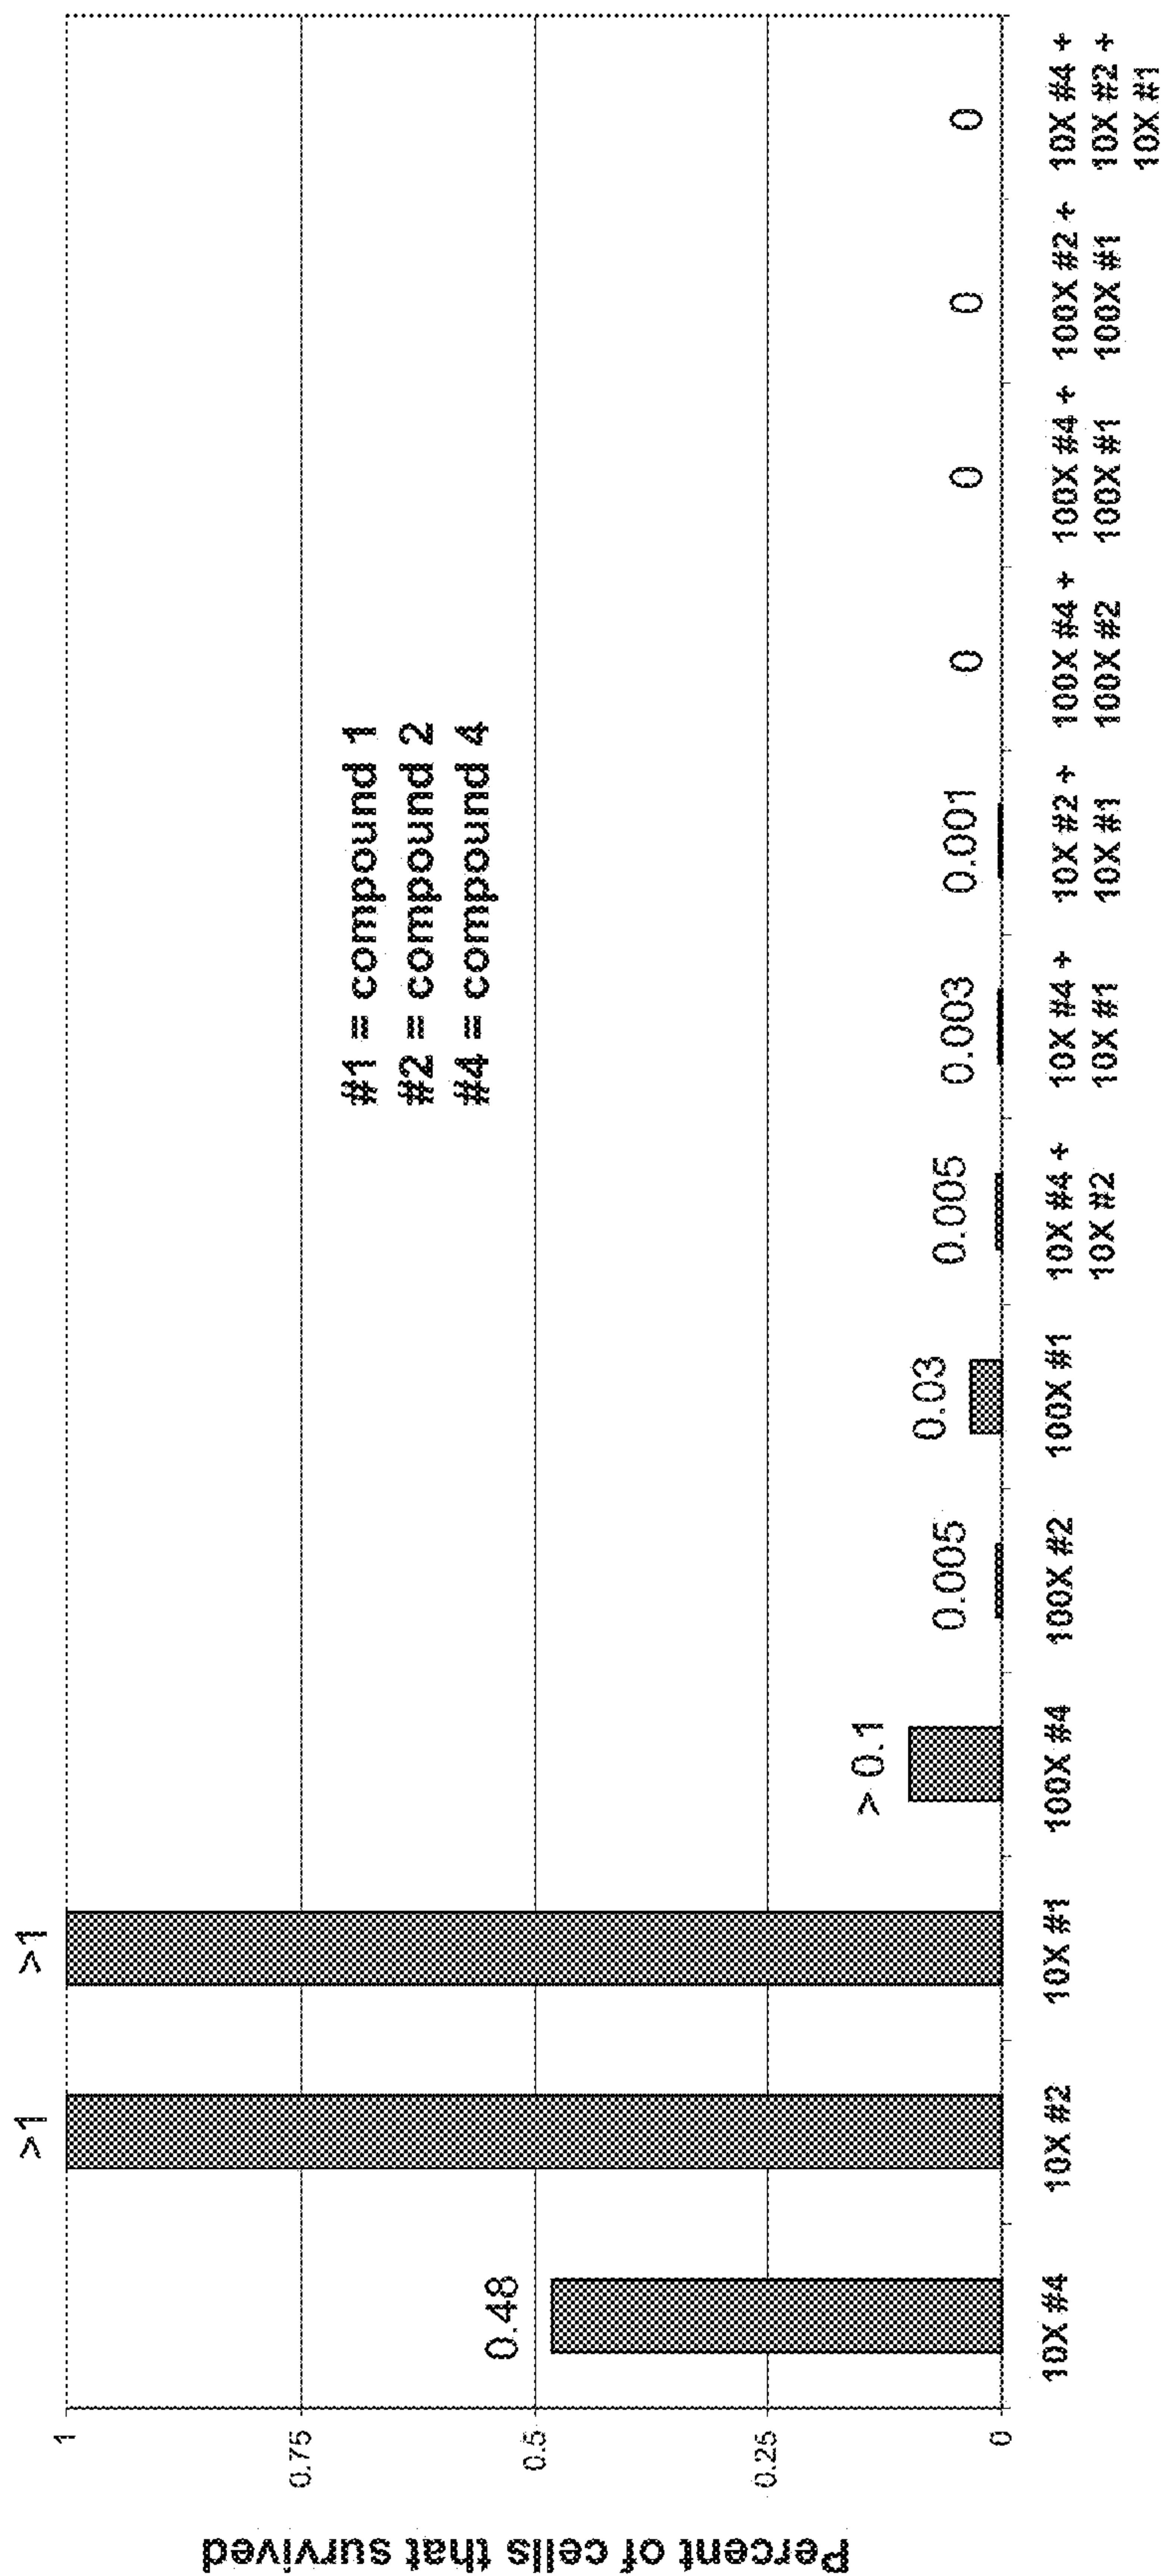 Percent of cells that survived
1
0.75
0.5
0.25
0
0.48
>1
>1
> 0.1
0.005
0.03
0.005
0.003
0.001
0
0
0
0
#1 = compound 1
#2 = compound 2
#4 = compound 4
10X #4
10X #2
10X #1
100X #4
100X #2
100X #1
10X #4 +
10X #2
10X #4 +
10X #1
10X #2 +
10X #1
100X #4 +
100X #2
100X #4 +
100X #1
100X #2 +
100X #1
10X #4 +
10X #2 +
10X #1